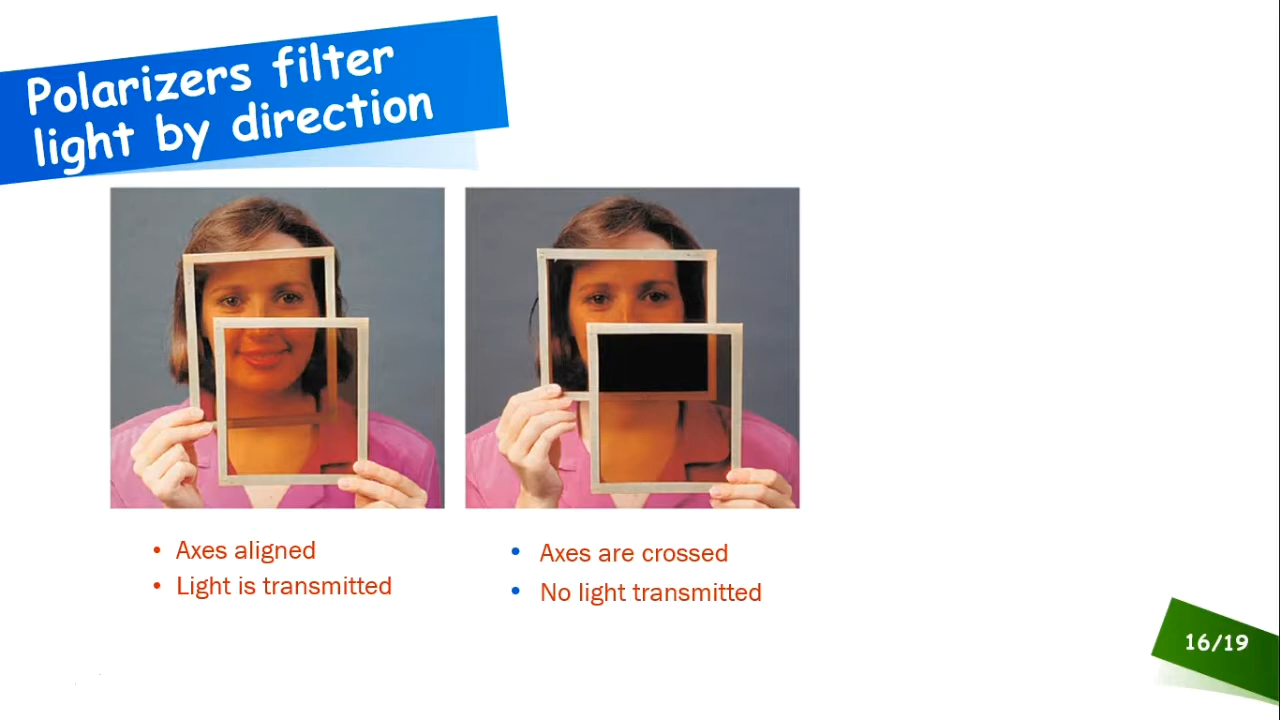 Polarizers filter
light by direction
• Axes aligned
• Light is transmitted
• Axes are crossed
• No light transmitted
16/19